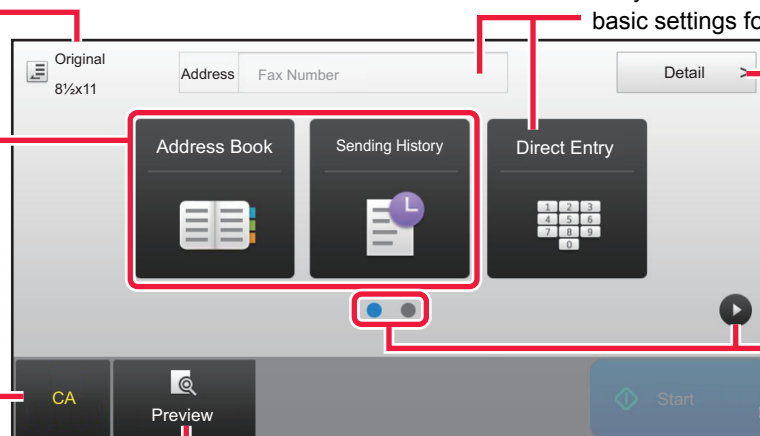 basic settings fo
Original
8½x11
Address
Fax Number
Detail >
Address Book
Sending History
Direct Entry
1 2 3
4 5 6
7 8 9
0
CA
Preview
Start